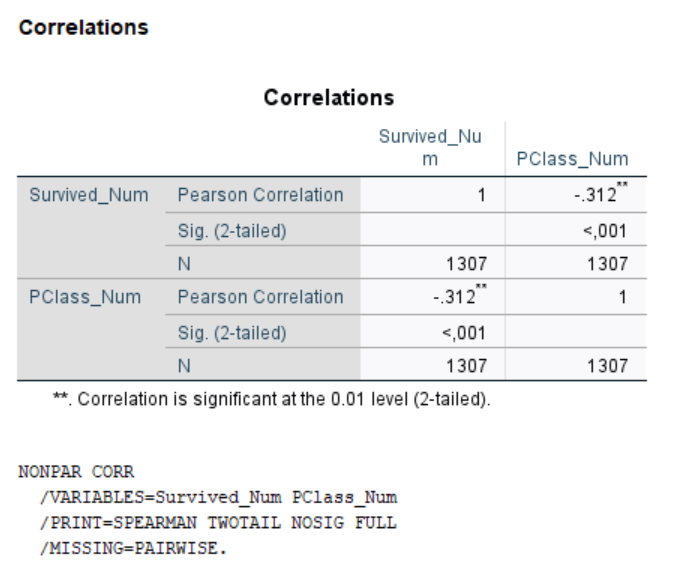 Correlations
Correlations
Survived_Nu
m PClass_Num
Survived_Num Pearson Correlation 1 -.312**
Sig. (2-tailed) <,001
N 1307 1307
PClass_Num Pearson Correlation -.312** 1
Sig. (2-tailed) <,001
N 1307 1307
**. Correlation is significant at the 0.01 level (2-tailed).
NONPAR CORR
/VARIABLES=Survived_Num PClass_Num
/PRINT=SPEARMAN TWOTAIL NOSIG FULL
/MISSING=PAIRWISE.